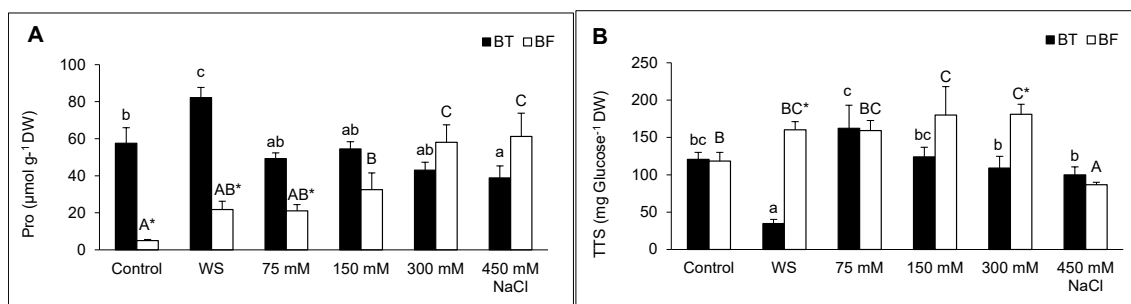 A
BT BF
Pro (µmol g-¹ DW)
100
80
60
40
20
0
b
A*
c
AB*
ab
AB*
ab
B
ab
C
a
C
Control WS 75 mM 150 mM 300 mM 450 mM
NaCl
B
BT BF
TTS (mg Glucose-¹ DW)
250
200
150
100
50
0
bc
B
a
BC*
c
BC
bc
C
b
C*
b
A
Control WS 75 mM 150 mM 300 mM 450 mM
NaCl